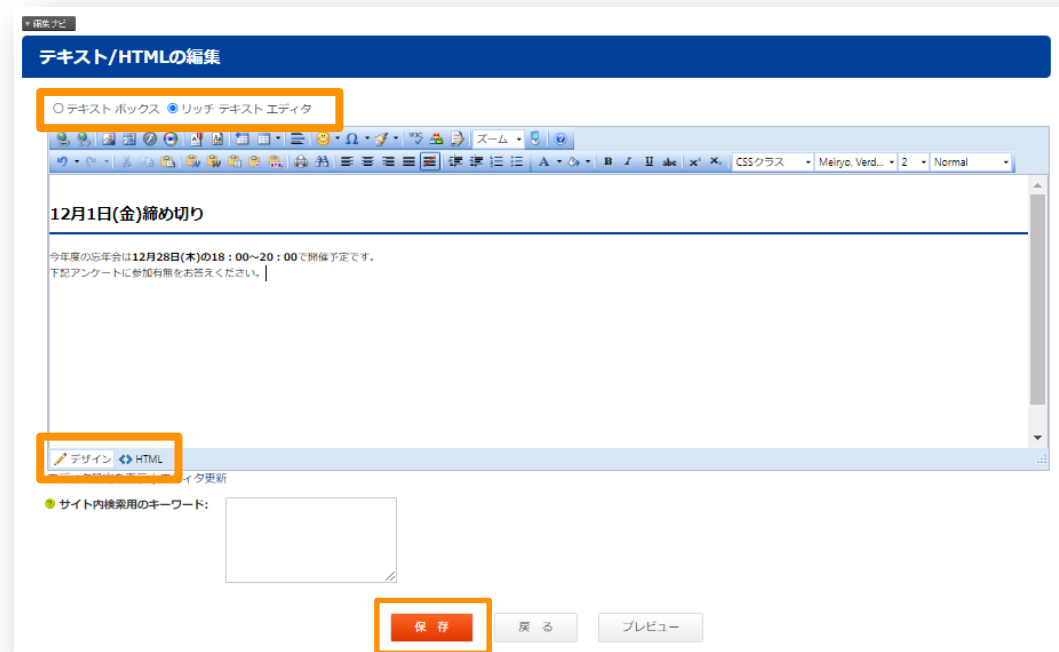 編集ナビ
テキスト/HTMLの編集
テキスト ボックス リッチ テキスト エディタ
ズーム
A B I U abc x² X₂ CSSクラス Meiryo, Verd... 2 Normal
12月1日(金)締め切り
今年度の忘年会は12月28日(木)の18：00～20：00で開催予定です。
下記アンケートに参加有無をお答えください。
デザイン HTML
ィタ更新
サイト内検索用のキーワード:
保 存 戻 る プレビュー